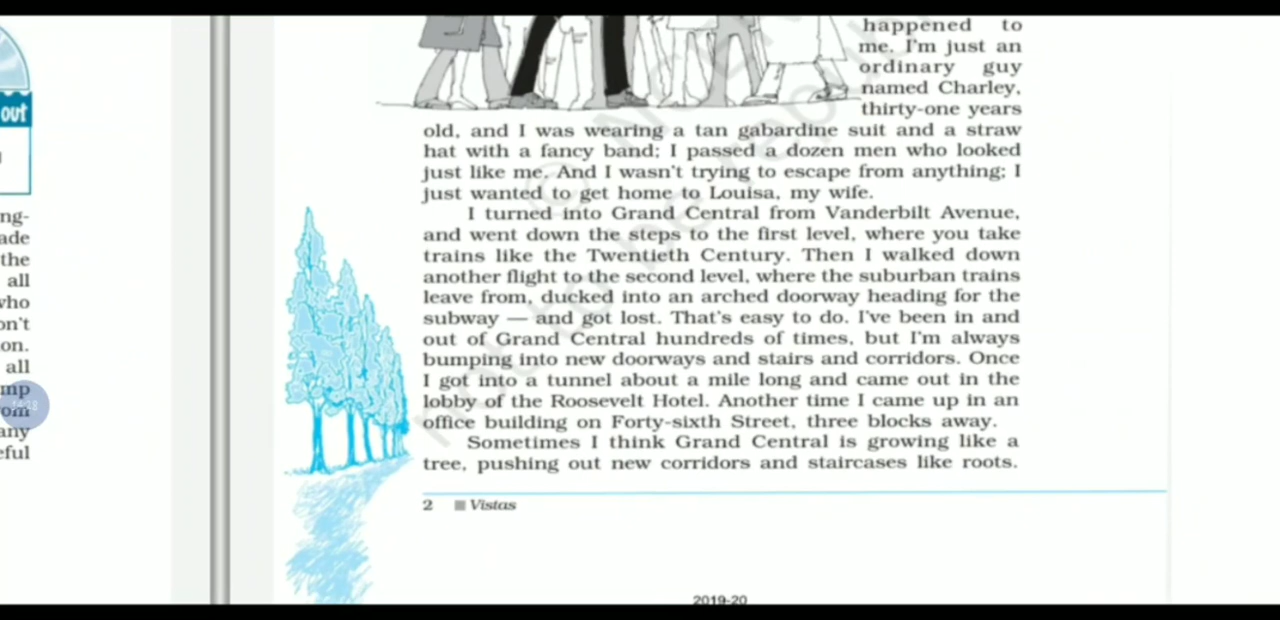 out
ng-
ade
the
all
who
on't
on.
all
mp
om
any
eful
happened to
me. I'm just an
ordinary guy
named Charley,
thirty-one years
old, and I was wearing a tan gabardine suit and a straw
hat with a fancy band; I passed a dozen men who looked
just like me. And I wasn't trying to escape from anything; I
just wanted to get home to Louisa, my wife.
I turned into Grand Central from Vanderbilt Avenue,
and went down the steps to the first level, where you take
trains like the Twentieth Century. Then I walked down
another flight to the second level, where the suburban trains
leave from, ducked into an arched doorway heading for the
subway — and got lost. That's easy to do. I've been in and
out of Grand Central hundreds of times, but I'm always
bumping into new doorways and stairs and corridors. Once
I got into a tunnel about a mile long and came out in the
lobby of the Roosevelt Hotel. Another time I came up in an
office building on Forty-sixth Street, three blocks away.
Sometimes I think Grand Central is growing like a
tree, pushing out new corridors and staircases like roots.
2 Vistas
2019-20
not to be republished